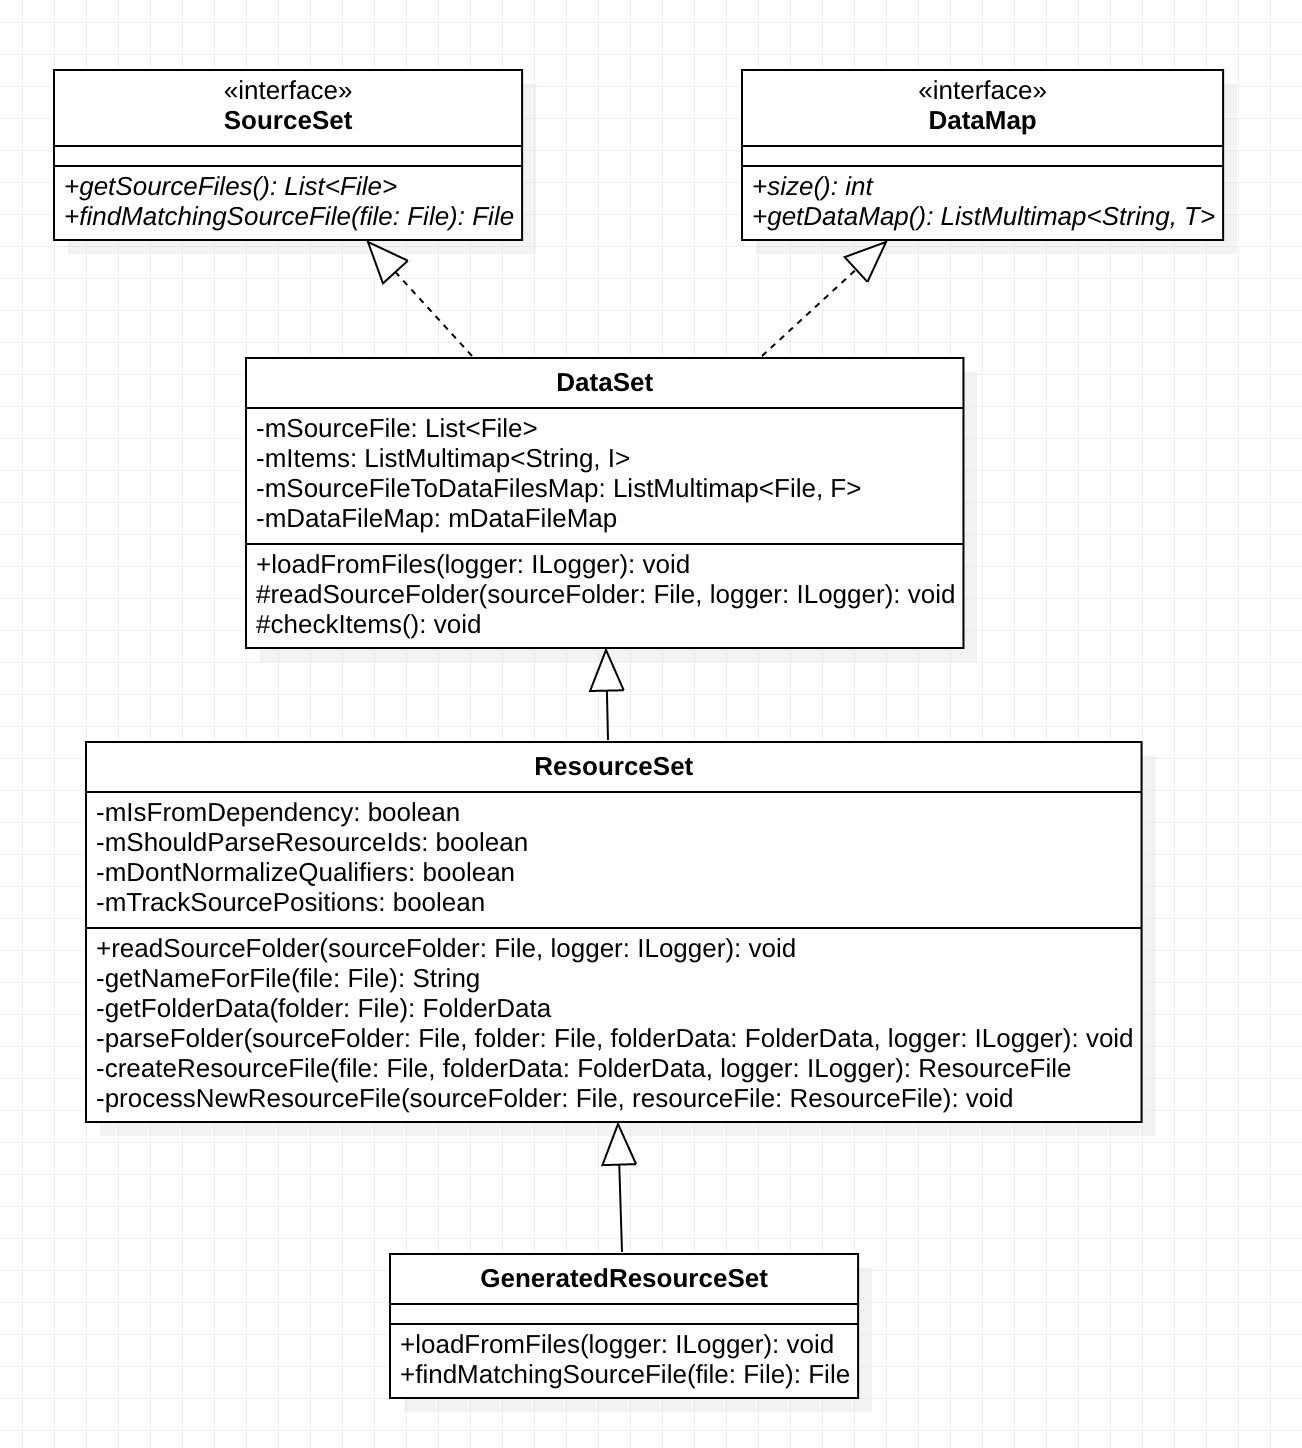 «interface»
SourceSet
+getSourceFiles(): List<File>
+findMatchingSourceFile(file: File): File
«interface»
DataMap
+size(): int
+getDataMap(): ListMultimap<String, T>
DataSet
-mSourceFile: List<File>
-mItems: ListMultimap<String, I>
-mSourceFileToDataFilesMap: ListMultimap<File, F>
-mDataFileMap: mDataFileMap
+loadFromFiles(logger: ILogger): void
#readSourceFolder(sourceFolder: File, logger: ILogger): void
#checkItems(): void
ResourceSet
-mIsFromDependency: boolean
-mShouldParseResourceIds: boolean
-mDontNormalizeQualifiers: boolean
-mTrackSourcePositions: boolean
+readSourceFolder(sourceFolder: File, logger: ILogger): void
-getNameForFile(file: File): String
-getFolderData(folder: File): FolderData
-parseFolder(sourceFolder: File, folder: File, folderData: FolderData, logger: ILogger): void
-createResourceFile(file: File, folderData: FolderData, logger: ILogger): ResourceFile
-processNewResourceFile(sourceFolder: File, resourceFile: ResourceFile): void
GeneratedResourceSet
+loadFromFiles(logger: ILogger): void
+findMatchingSourceFile(file: File): File